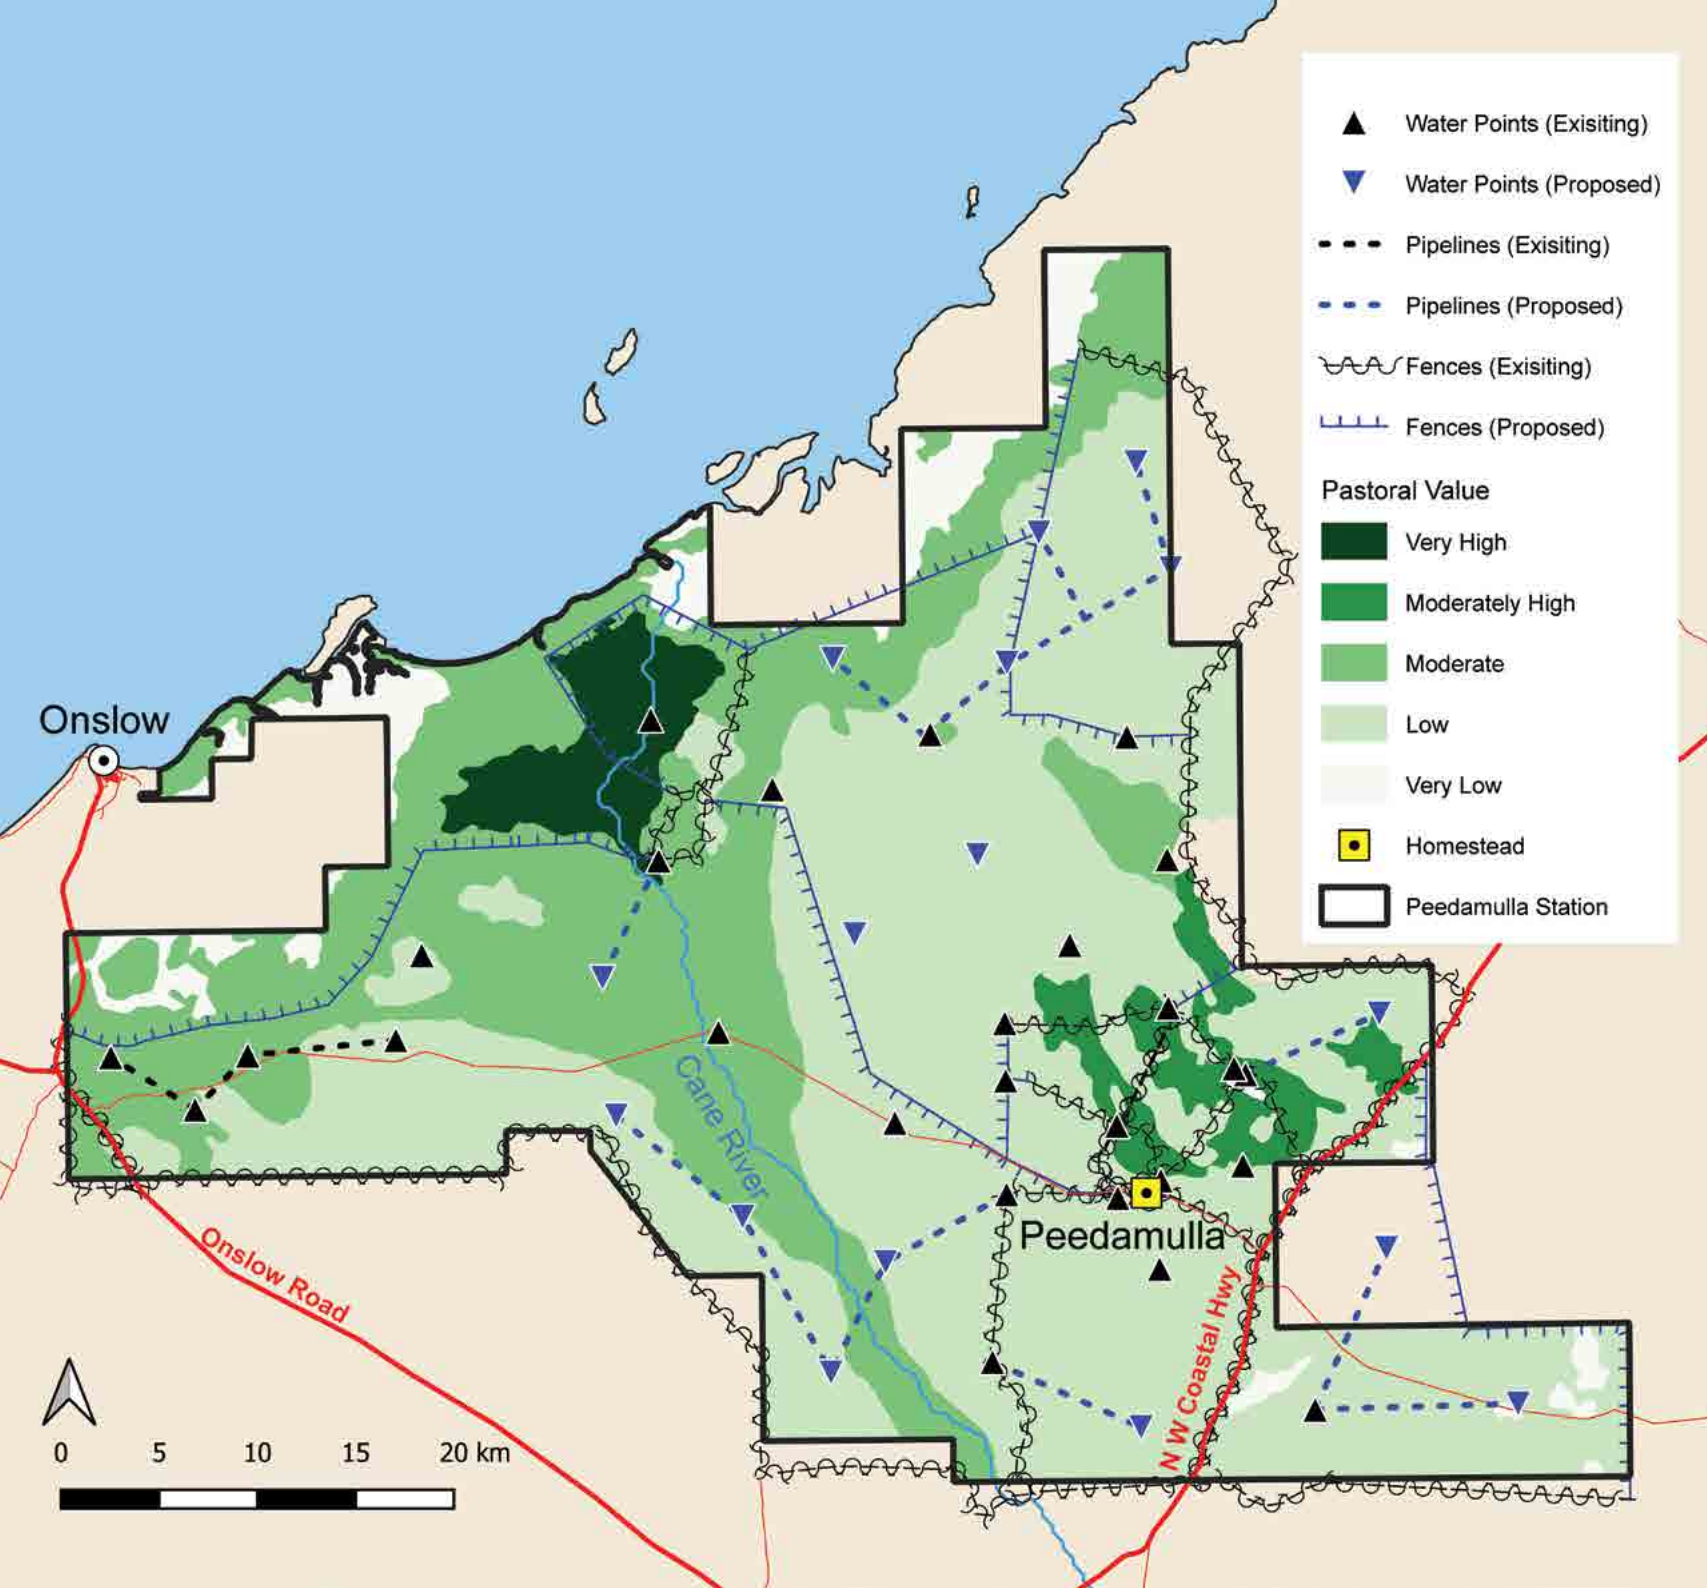 Water Points (Exisiting)
Water Points (Proposed)
Pipelines (Exisiting)
Pipelines (Proposed)
Fences (Exisiting)
Fences (Proposed)
Pastoral Value
Very High
Moderately High
Moderate
Low
Very Low
Homestead
Peedamulla Station
Onslow
Cane River
Peedamulla
Onslow Road
N W Coastal Hwy
0 5 10 15 20 km